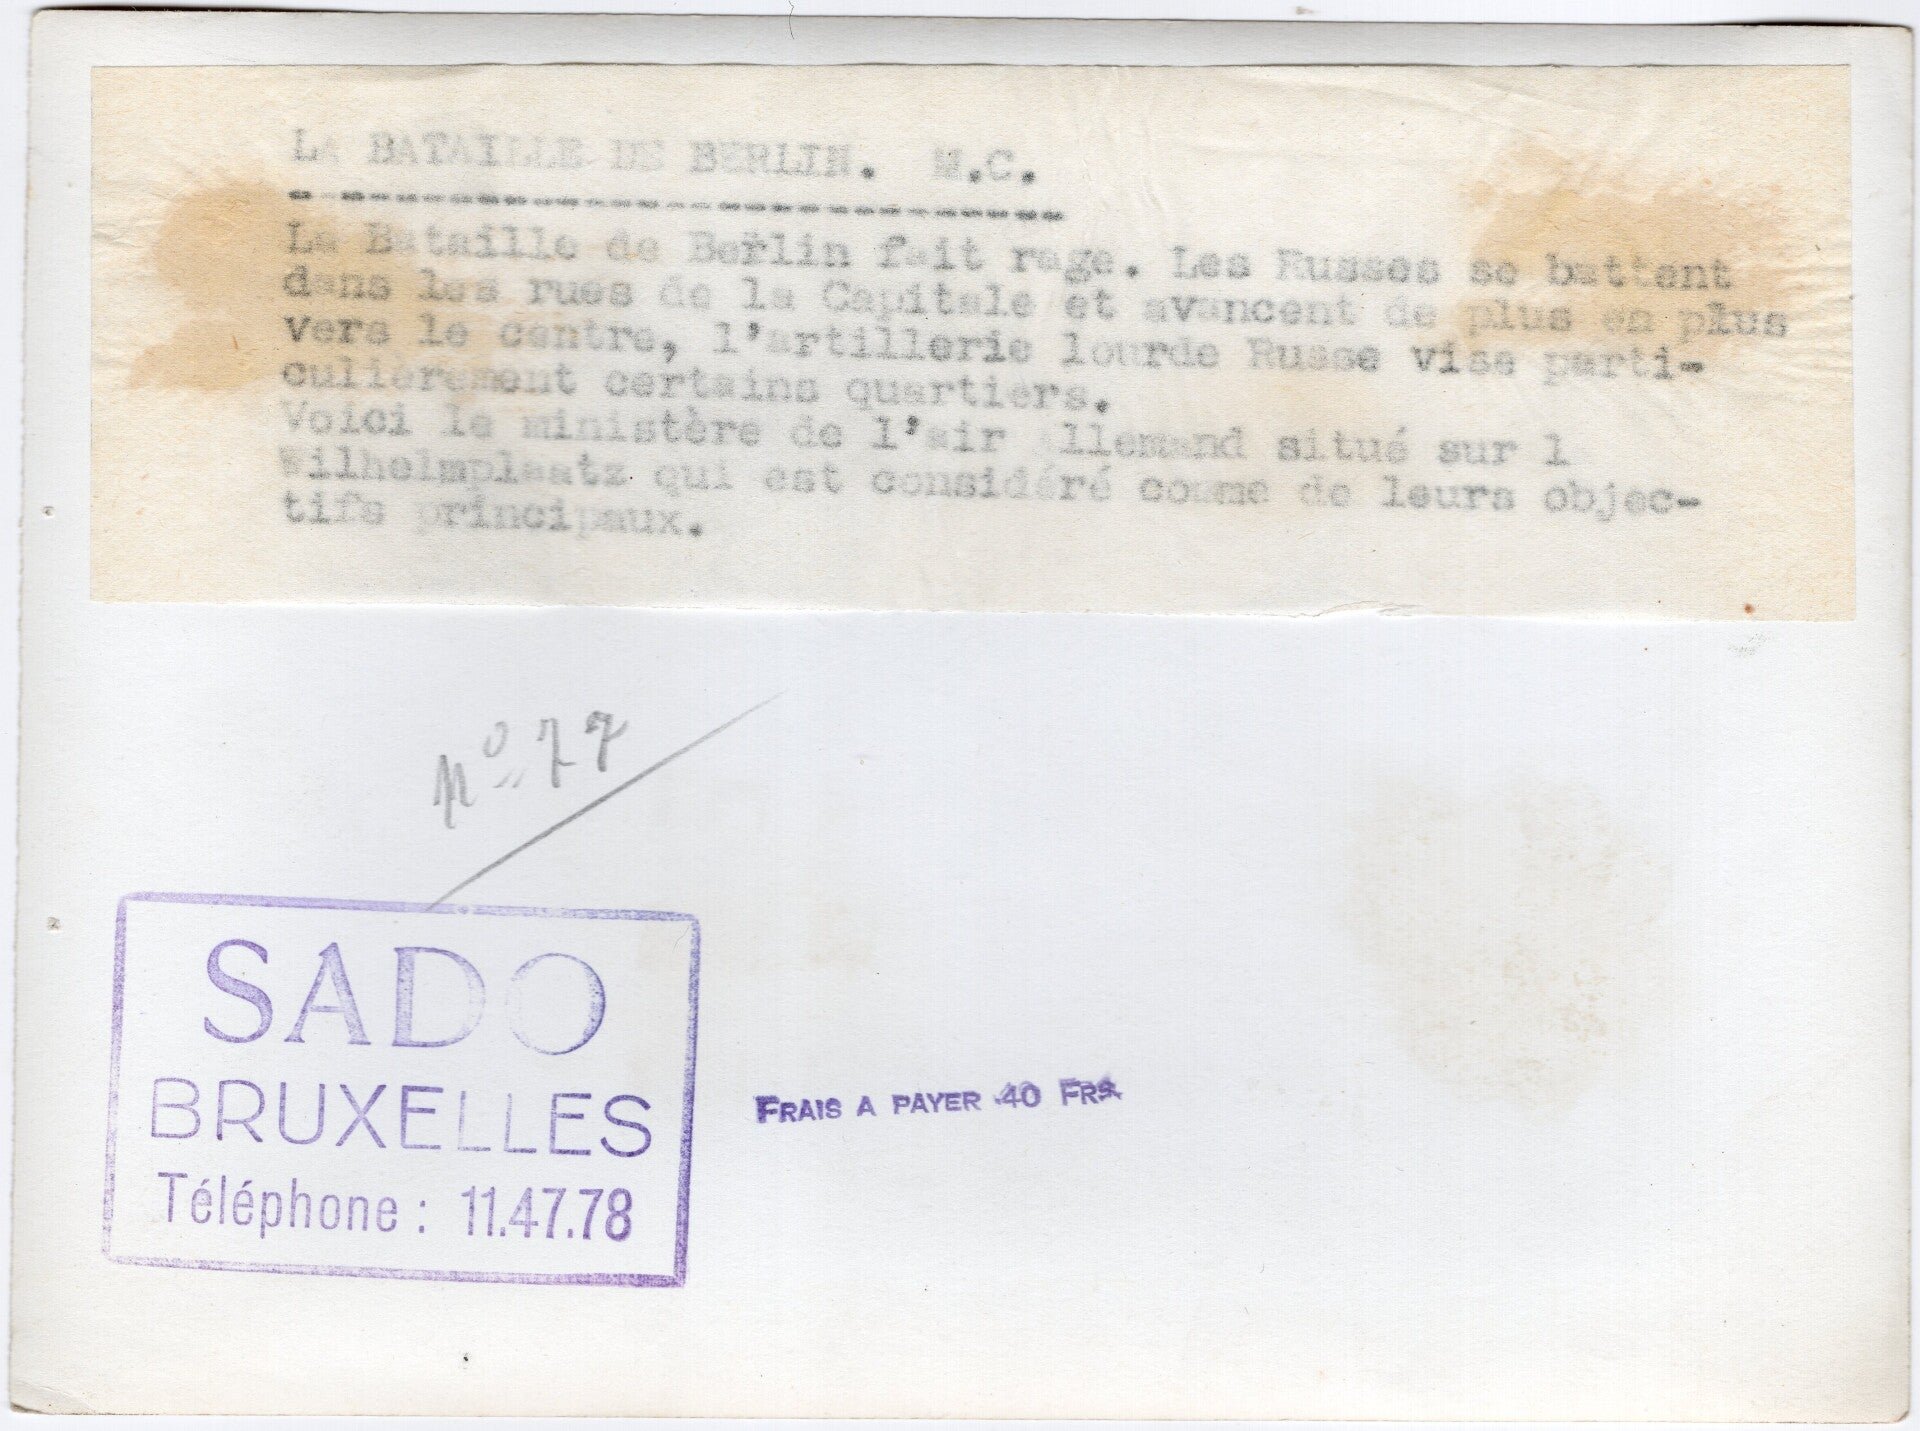 LA BATAILLE DE BERLIN. M.C.
La Bataille de Berlin fait rage. Les Russes se battent
dans les rues de la Capitale et avancent de plus en plus
vers le centre, l'artillerie lourde Russe vise parti-
culièrement certains quartiers.
Voici le ministère de l'air Allemand situé sur l
Wilhelmplaatz qui est considéré comme de leurs objec-
tifs principaux.
No 77
SADO
BRUXELLES
Téléphone : 11.47.78
FRAIS A PAYER 40 FRS.